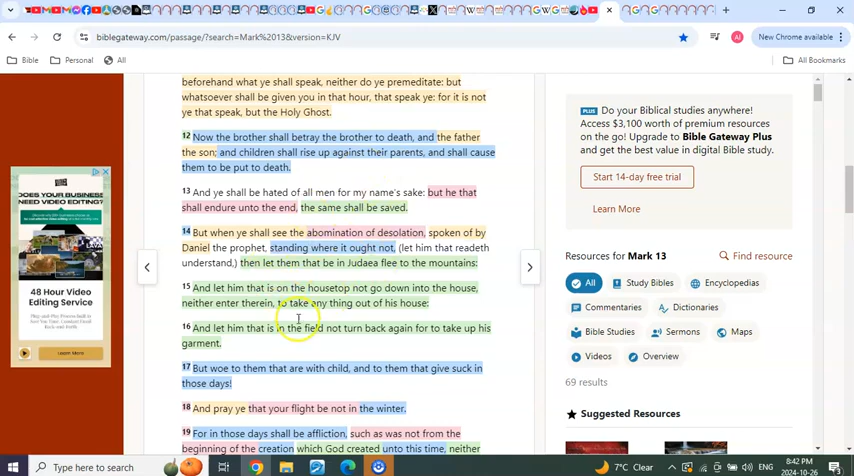 biblegateway.com/passage/?search=Mark%2013&version=KJV
New Chrome available
Bible
Personal
All
All Bookmarks
beforehand what ye shall speak, neither do ye premeditate: but
whatsoever shall be given you in that hour, that speak ye: for it is not
ye that speak, but the Holy Ghost.
12 Now the brother shall betray the brother to death, and the father
the son; and children shall rise up against their parents, and shall cause
them to be put to death.
13 And ye shall be hated of all men for my name's sake: but he that
shall endure unto the end, the same shall be saved.
14 But when ye shall see the abomination of desolation, spoken of by
Daniel the prophet, standing where it ought not, (let him that readeth
understand,) then let them that be in Judaea flee to the mountains:
15 And let him that is on the housetop not go down into the house,
neither enter therein, to take any thing out of his house:
16 And let him that is in the field not turn back again for to take up his
garment.
17 But woe to them that are with child, and to them that give suck in
those days!
18 And pray ye that your flight be not in the winter.
19 For in those days shall be affliction, such as was not from the
beginning of the creation which God created unto this time, neither
DOES YOUR BUSINESS
NEED VIDEO EDITING?
48 Hour Video
Editing Service
Learn More
PLUS Do your Biblical studies anywhere!
Access $3,100 worth of premium resources
on the go! Upgrade to Bible Gateway Plus
and get the best value in digital Bible study.
Start 14-day free trial
Learn More
Resources for Mark 13
Find resource
All
Study Bibles
Encyclopedias
Commentaries
Dictionaries
Bible Studies
Sermons
Maps
Videos
Overview
69 results
Suggested Resources
Type here to search
7°C Clear
ENG
8:42 PM
2024-10-26